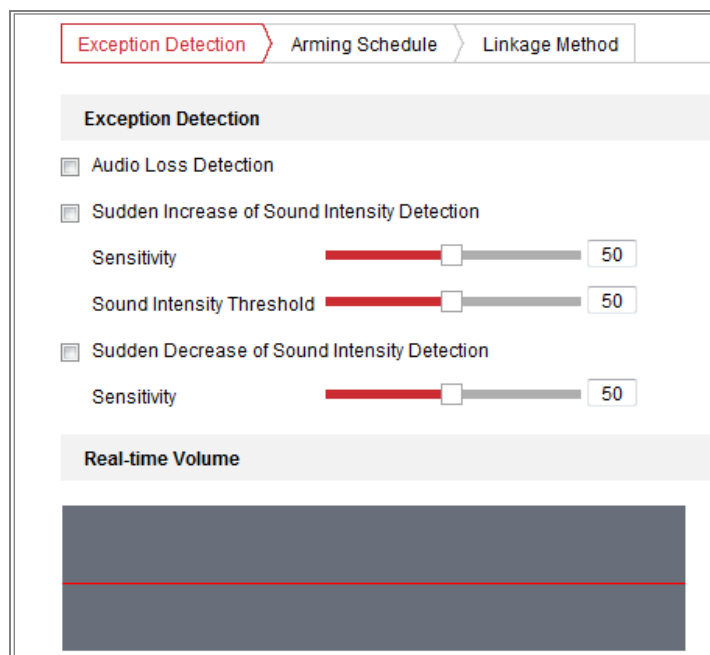 Exception Detection Arming Schedule Linkage Method
Exception Detection
Audio Loss Detection
Sudden Increase of Sound Intensity Detection
Sensitivity 50
Sound Intensity Threshold 50
Sudden Decrease of Sound Intensity Detection
Sensitivity 50
Real-time Volume